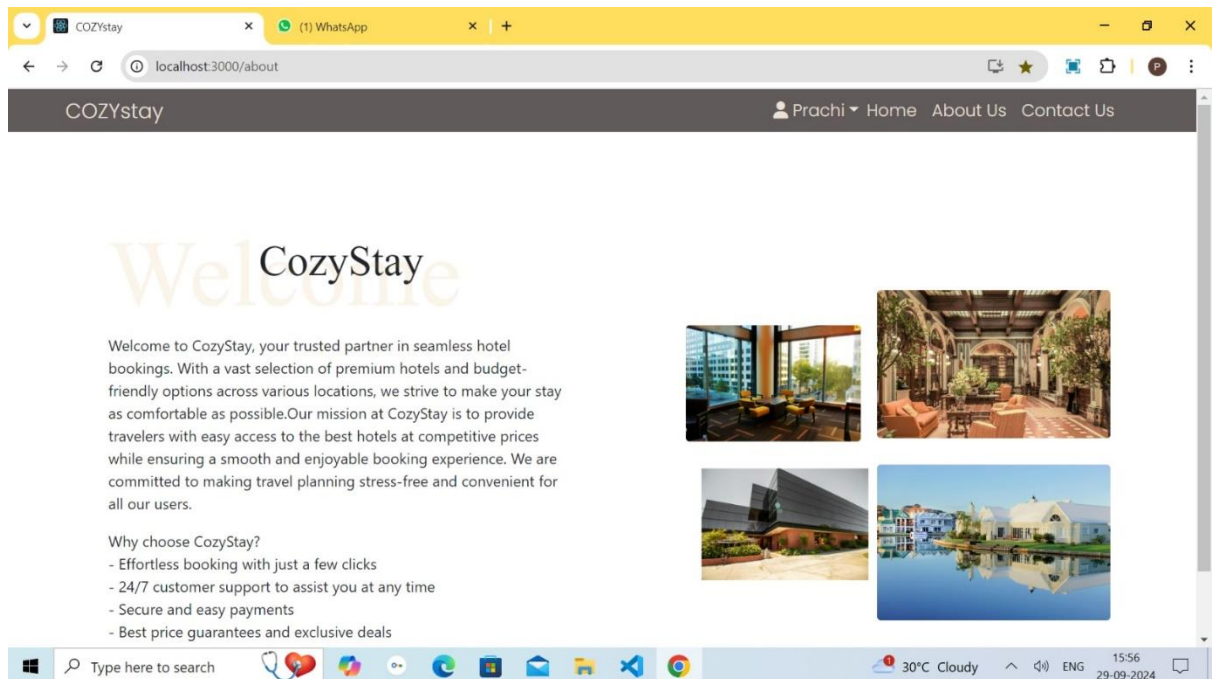 COZYstay
(1) WhatsApp
localhost:3000/about
P
COZYstay
Prachi Home About Us Contact Us
Welcome
CozyStay
Welcome to CozyStay, your trusted partner in seamless hotel
bookings. With a vast selection of premium hotels and budget-
friendly options across various locations, we strive to make your stay
as comfortable as possible.Our mission at CozyStay is to provide
travelers with easy access to the best hotels at competitive prices
while ensuring a smooth and enjoyable booking experience. We are
committed to making travel planning stress-free and convenient for
all our users.
Why choose CozyStay?
- Effortless booking with just a few clicks
- 24/7 customer support to assist you at any time
- Secure and easy payments
- Best price guarantees and exclusive deals
Type here to search
1
30°C Cloudy
ENG
15:56
29-09-2024